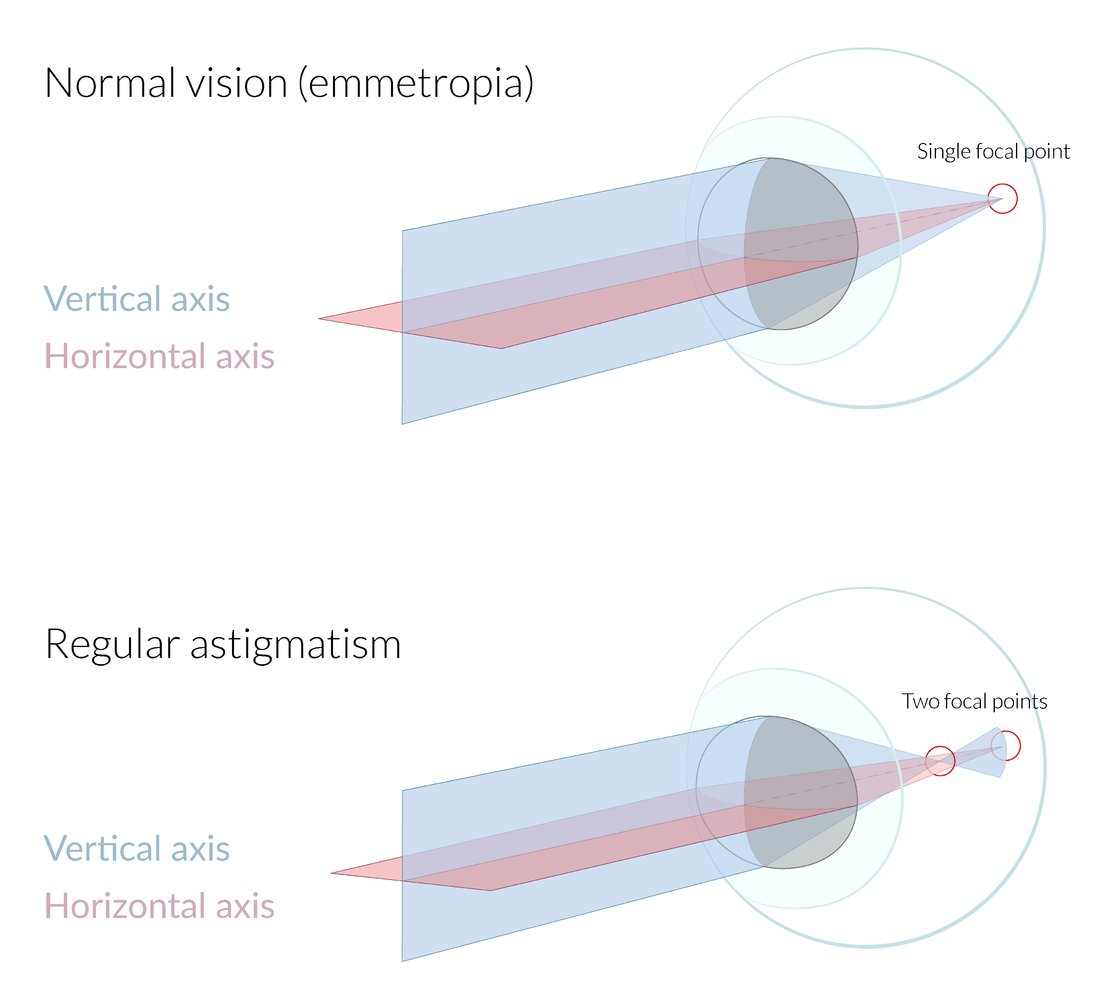 Normal vision (emmetropia)
Single focal point
Vertical axis
Horizontal axis
Regular astigmatism
Two focal points
Vertical axis
Horizontal axis